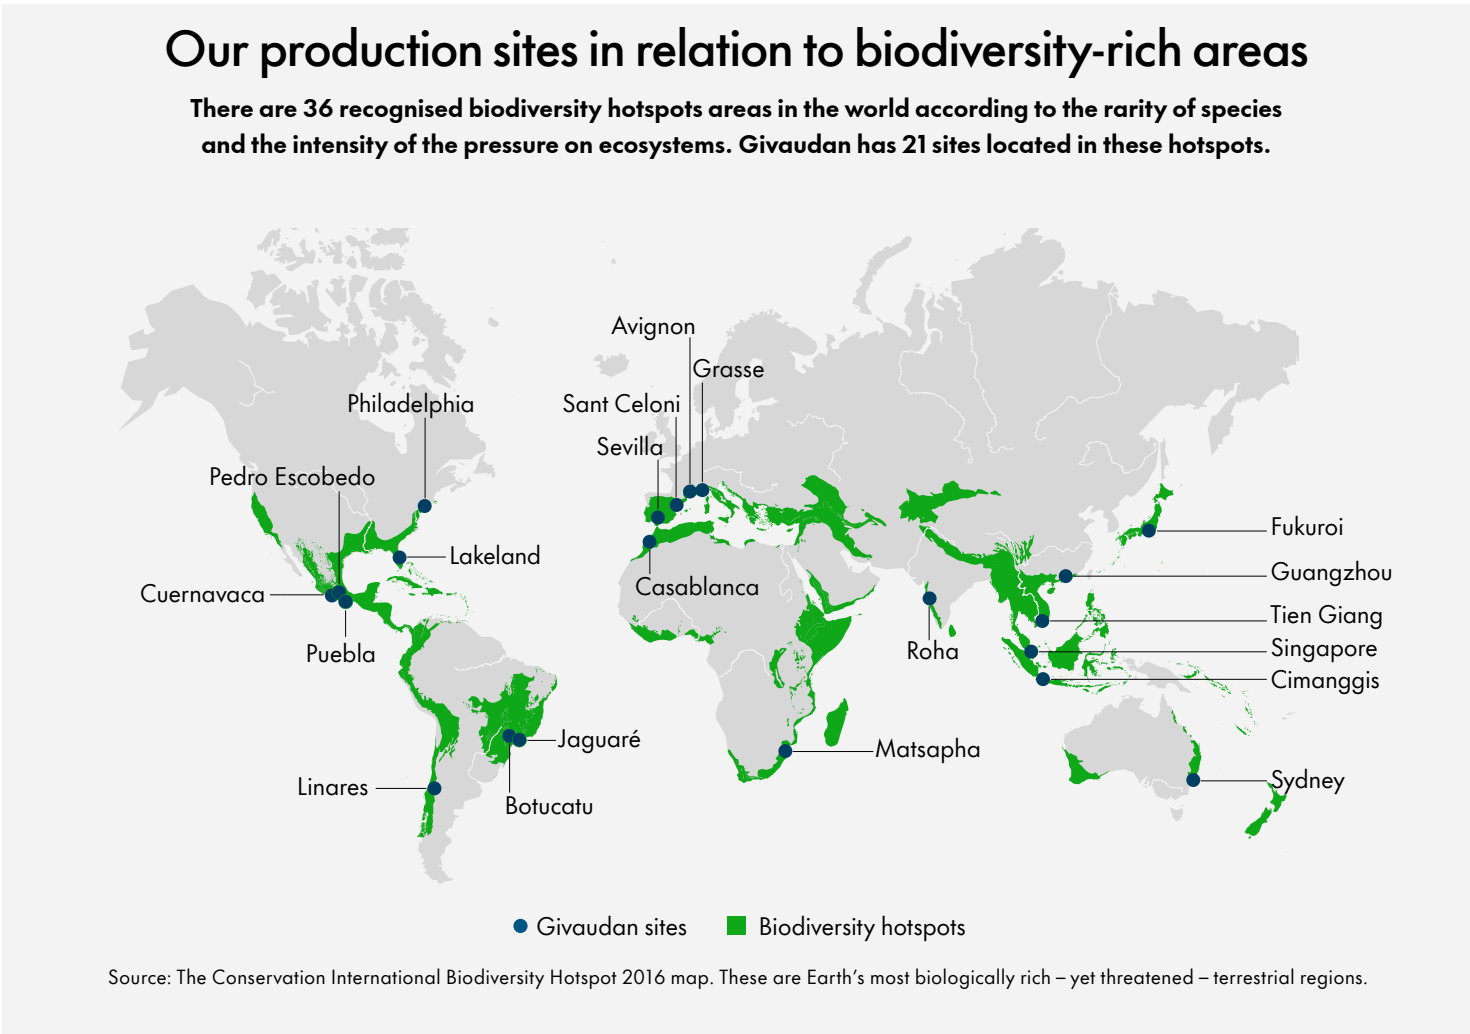 Our production sites in relation to biodiversity-rich areas
There are 36 recognised biodiversity hotspots areas in the world according to the rarity of species
and the intensity of the pressure on ecosystems. Givaudan has 21 sites located in these hotspots.
Avignon
Grasse
Philadelphia
Sant Celoni
Sevilla
Pedro Escobedo
Fukuroi
Lakeland
Guangzhou
Casablanca
Cuernavaca
Tien Giang
Singapore
Roha
Puebla
Cimanggis
Jaguaré
Matsapha
Sydney
Linares
Botucatu
Givaudan sites
Biodiversity hotspots
Source: The Conservation International Biodiversity Hotspot 2016 map. These are Earth’s most biologically rich – yet threatened – terrestrial regions.